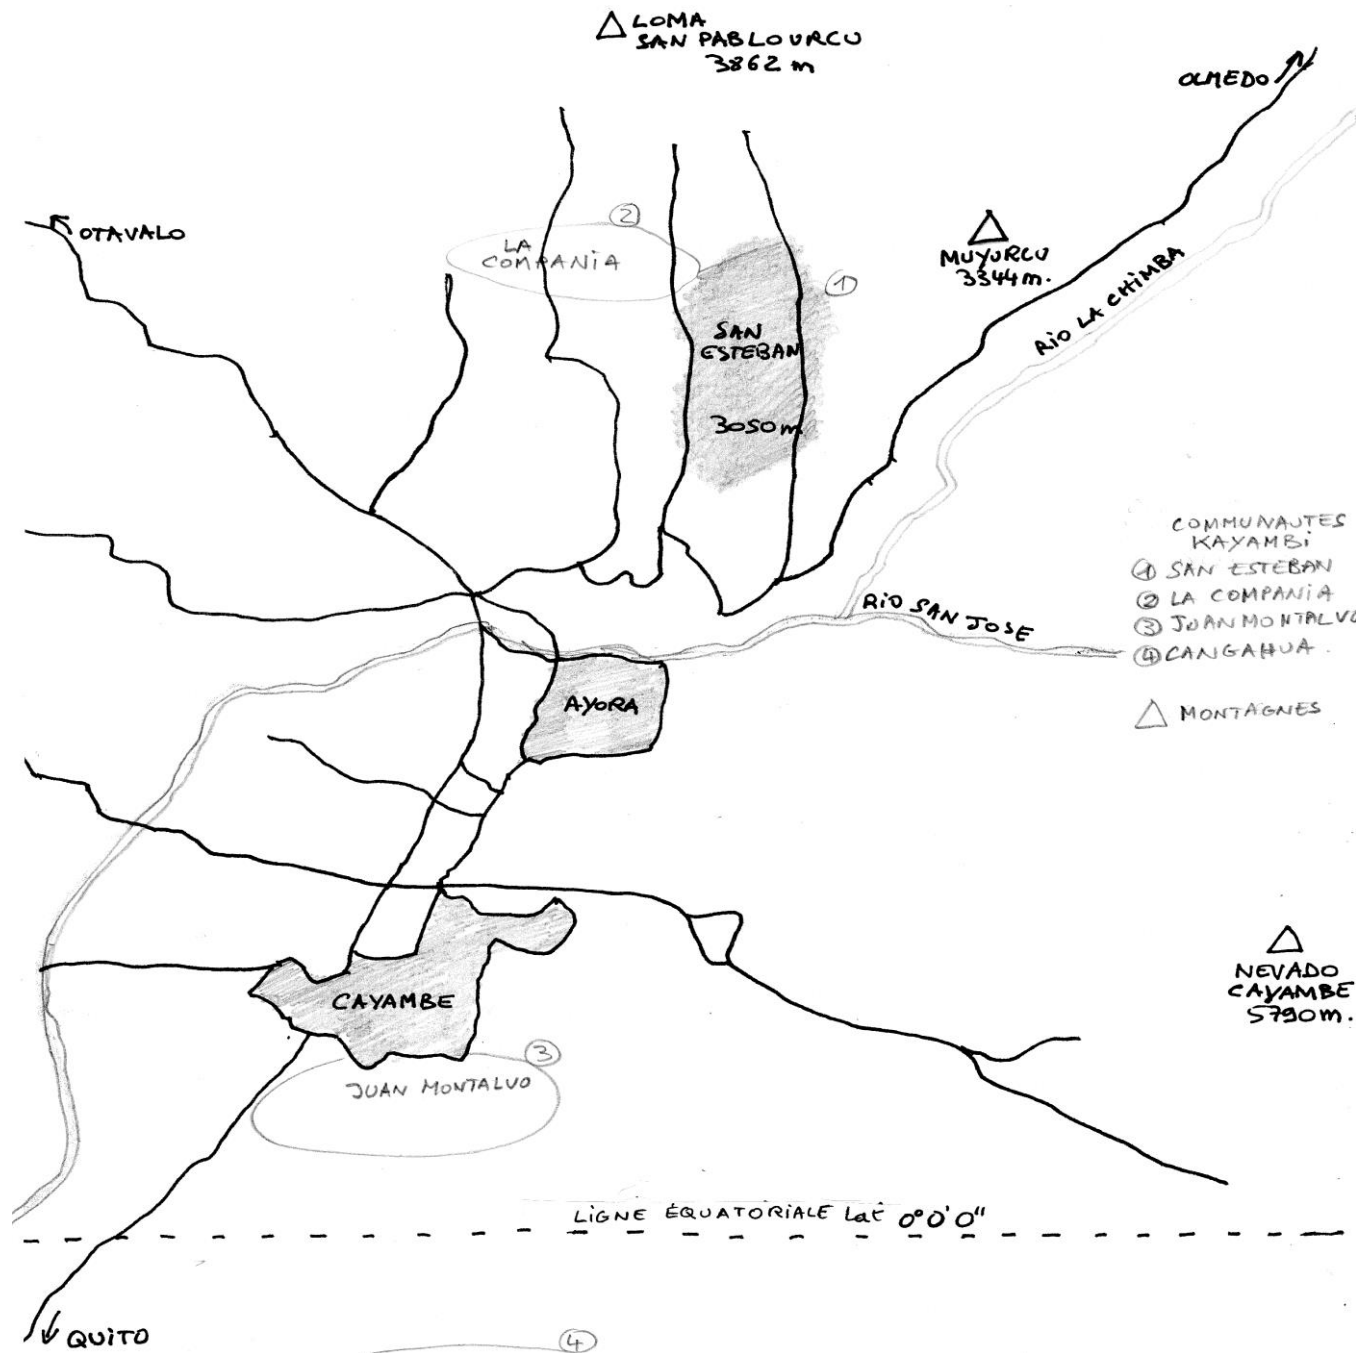 LOMA
SAN PABLOURCU
3862 m
OLMEDO
OTAVALO
②
LA
COMPANIA
①
MUYURCU
3344m.
RIO LA CHIMBA
SAN
ESTEBAN
3050 m
COMMUNAUTES
KAYAMBI
① SAN ESTEBAN
② LA COMPANIA
③ JUAN MONTALVO
④ CANGAHUA.
RIO SAN JOSE
AYORA
MONTAGNES
NEVADO
CAYAMBE
5790m.
CAYAMBE
③
JUAN MONTALVO
LIGNE ÉQUATORIALE Lat 0°0'0"
QUITO
④